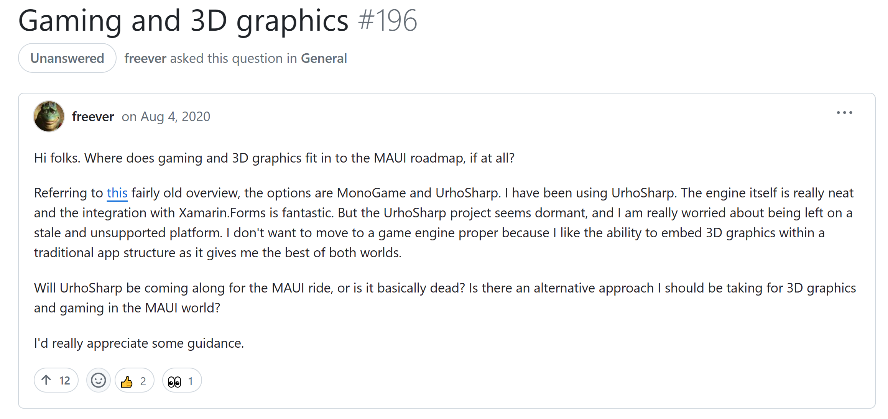 Gaming and 3D graphics #196
Unanswered freever asked this question in General
freever on Aug 4, 2020
Hi folks. Where does gaming and 3D graphics fit in to the MAUI roadmap, if at all?
Referring to this fairly old overview, the options are MonoGame and UrhoSharp. I have been using UrhoSharp. The engine itself is really neat
and the integration with Xamarin.Forms is fantastic. But the UrhoSharp project seems dormant, and I am really worried about being left on a
stale and unsupported platform. I don't want to move to a game engine proper because I like the ability to embed 3D graphics within a
traditional app structure as it gives me the best of both worlds.
Will UrhoSharp be coming along for the MAUI ride, or is it basically dead? Is there an alternative approach I should be taking for 3D graphics
and gaming in the MAUI world?
I'd really appreciate some guidance.
↑ 12 👍 2 👀 1